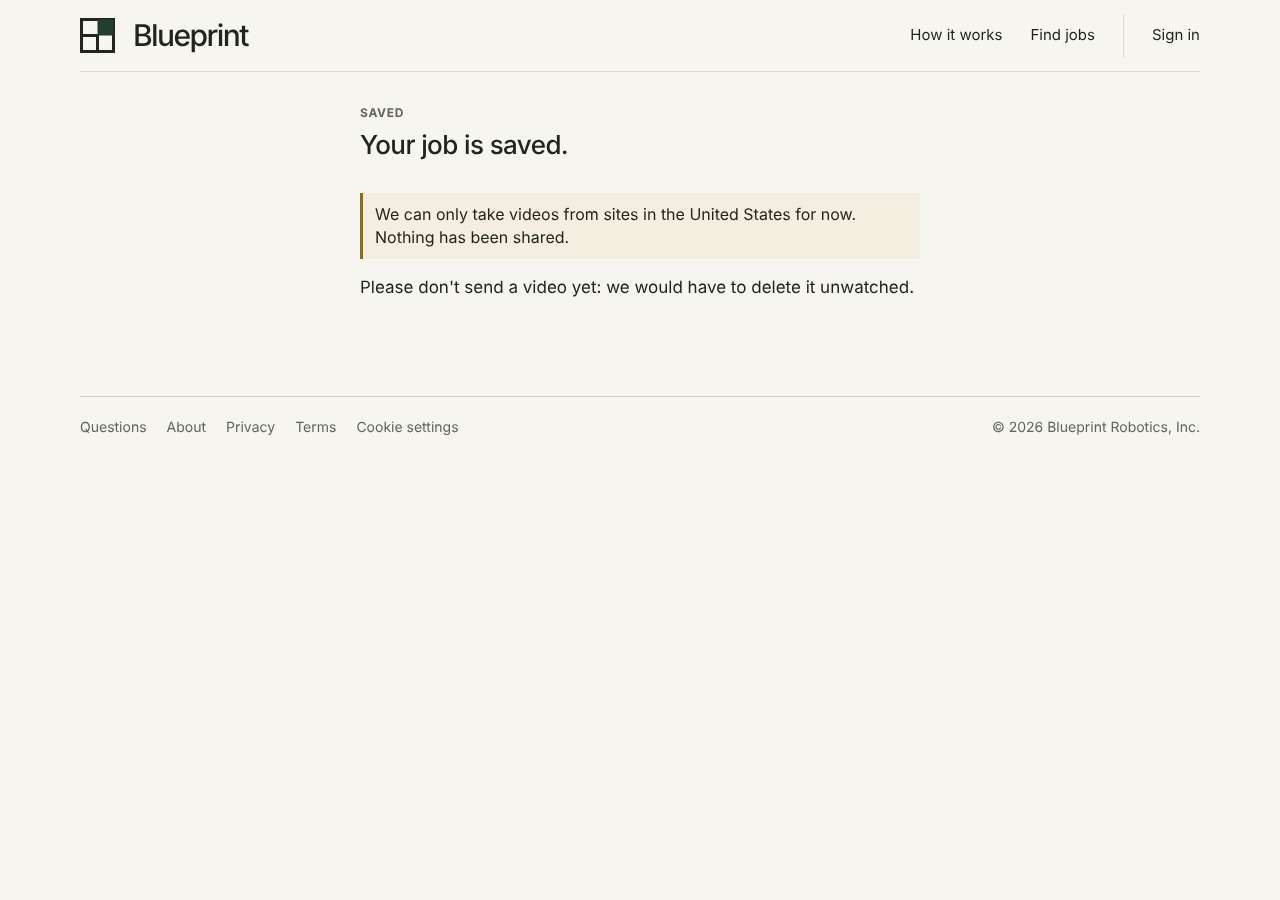 Blueprint
How it works
Find jobs
Sign in
SAVED
Your job is saved.
We can only take videos from sites in the United States for now.
Nothing has been shared.
Please don't send a video yet: we would have to delete it unwatched.
Questions
About
Privacy
Terms
Cookie settings
© 2026 Blueprint Robotics, Inc.